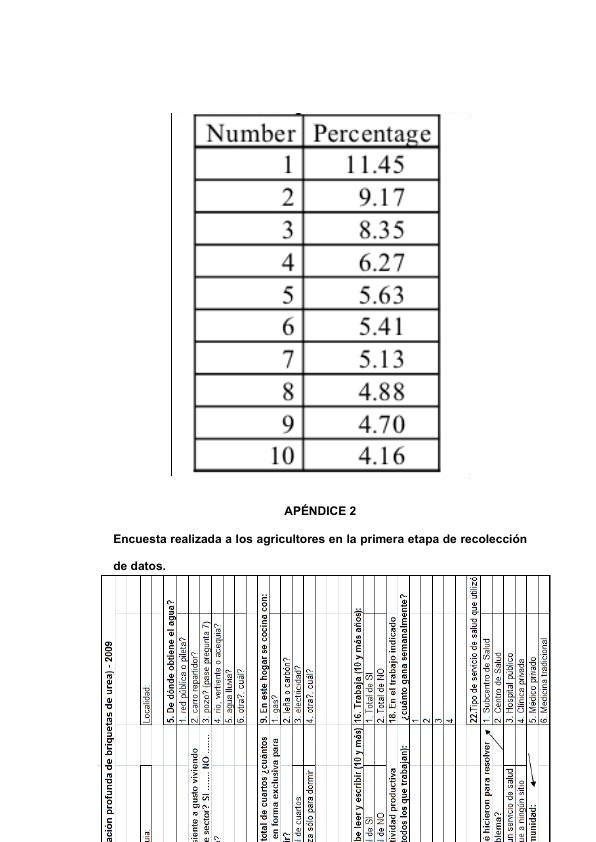 Number Percentage
1 11.45
2 9.17
3 8.35
4 6.27
5 5.63
6 5.41
7 5.13
8 4.88
9 4.70
10 4.16
APÉNDICE 2
Encuesta realizada a los agricultores en la primera etapa de recolección
de datos.
ación profunda de briquetas de urea) - 2009
Localidad:
uia:
5. De dónde obtiene el agua?
1. red pública o pileta?
2. carro repartidor?
3. pozo? (pase pregunta 7)
4. río, vertiente o acequia?
5. agua lluvia?
6. otra?, cuál?
siente a gusto viviendo
e sector? SI ....... NO .......
9. En este hogar se cocina con:
1. gas?
2. leña o carbón?
3. electricidad?
4. otra?, cuál?
total de cuartos ¿cuántos
en forma exclusiva para
ir?
l de cuartos
za sólo para dormir
16. Trabaja (10 y más años):
1. Total de SI
2. Total de NO
18. En el trabajo indicado
¿cuánto gana semanalmente?
1
2
3
4
be leer y escribir (10 y más)
l de SI
l de NO
tividad productiva
todos los que trabajan):
22.Tipo de servicio de salud que utilizó
1. Subcentro de Salud
2. Centro de Salud
3. Hospital público
4. Clínica privada
5. Médico privado
6. Medicina tradicional
é hicieron para resolver
blema?
un servicio de salud
ue a ningún sitio
munidad: